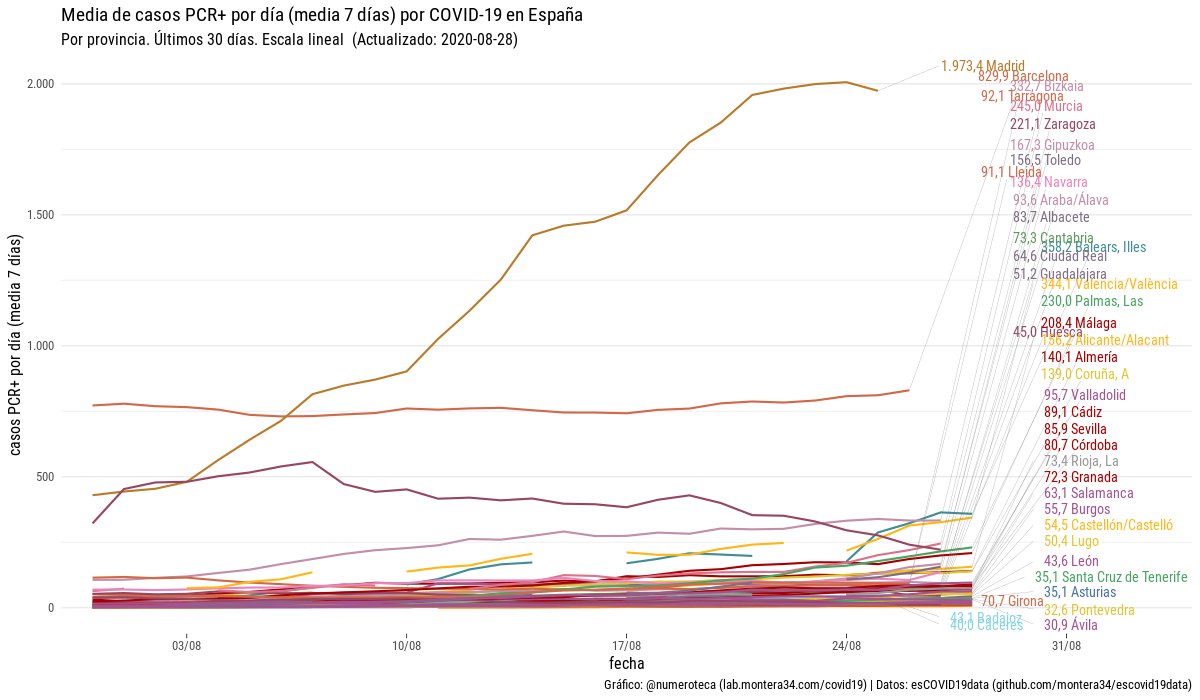 Media de casos PCR+ por día (media 7 días) por COVID-19 en España
Por provincia. Últimos 30 días. Escala lineal (Actualizado: 2020-08-28)
casos PCR+ por día (media 7 días)
2.000
1.500
1.000
500
0
1.973,4 Madrid
829,9 Barcelona
332,7 Bizkaia
92,1 Tarragona
245,0 Murcia
221,1 Zaragoza
167,3 Gipuzkoa
156,5 Toledo
91,1 Lleida
136,4 Navarra
93,6 Araba/Álava
83,7 Albacete
73,3 Cantabria
358,2 Balears, Illes
64,6 Ciudad Real
51,2 Guadalajara
344,1 Valencia/València
230,0 Palmas, Las
208,4 Málaga
45,0 Huesca
156,2 Alicante/Alacant
140,1 Almería
139,0 Coruña, A
95,7 Valladolid
89,1 Cádiz
85,9 Sevilla
80,7 Córdoba
73,4 Rioja, La
72,3 Granada
63,1 Salamanca
55,7 Burgos
54,5 Castellón/Castelló
50,4 Lugo
43,6 León
35,1 Santa Cruz de Tenerife
35,1 Asturias
70,7 Girona
32,6 Pontevedra
43,1 Badajoz
40,0 Cáceres
30,9 Ávila
03/08
10/08
17/08
24/08
31/08
fecha
Gráfico: @numeroteca (lab.montera34.com/covid19) | Datos: esCOVID19data (github.com/montera34/escovid19data)